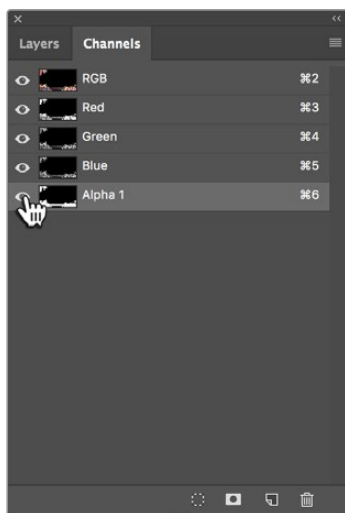 Layers Channels
RGB ⌘2
Red ⌘3
Green ⌘4
Blue ⌘5
Alpha 1 ⌘6